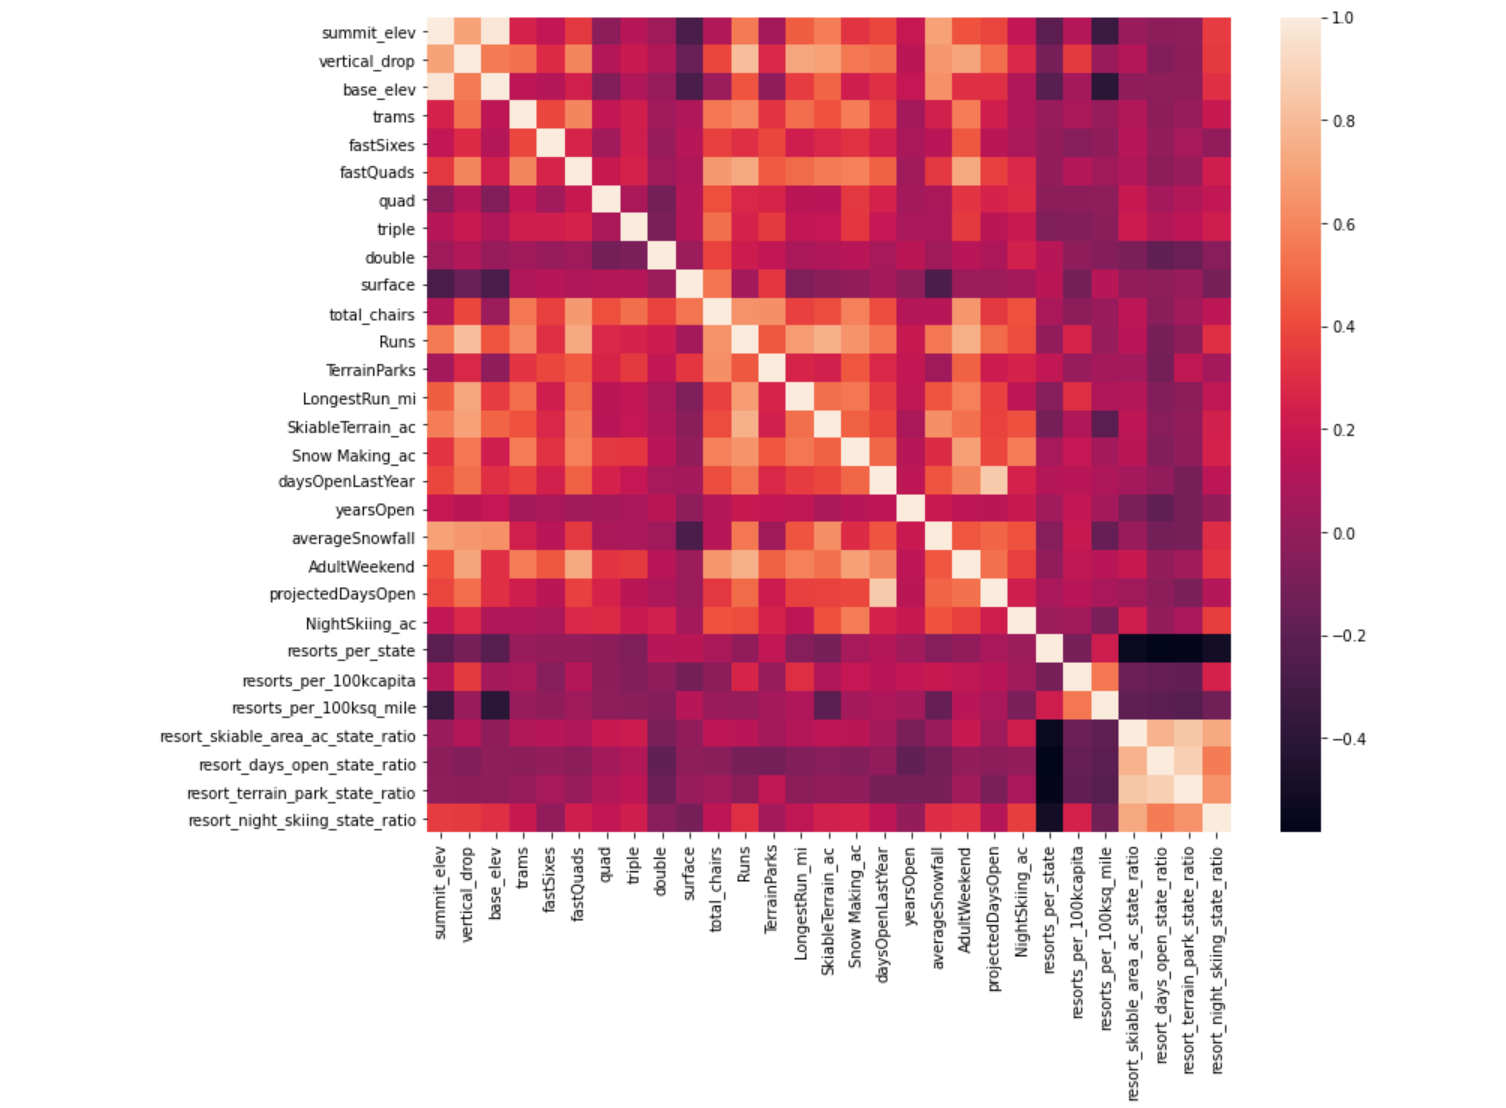 summit_elev
vertical_drop
base_elev
trams
fastSixes
fastQuads
quad
triple
double
surface
total_chairs
Runs
TerrainParks
LongestRun_mi
SkiableTerrain_ac
Snow Making_ac
daysOpenLastYear
yearsOpen
averageSnowfall
AdultWeekend
projectedDaysOpen
NightSkiing_ac
resorts_per_state
resorts_per_100kcapita
resorts_per_100ksq_mile
resort_skiable_area_ac_state_ratio
resort_days_open_state_ratio
resort_terrain_park_state_ratio
resort_night_skiing_state_ratio
summit_elev
vertical_drop
base_elev
trams
fastSixes
fastQuads
quad
triple
double
surface
total_chairs
Runs
TerrainParks
LongestRun_mi
SkiableTerrain_ac
Snow Making_ac
daysOpenLastYear
yearsOpen
averageSnowfall
AdultWeekend
projectedDaysOpen
NightSkiing_ac
resorts_per_state
resorts_per_100kcapita
resorts_per_100ksq_mile
resort_skiable_area_ac_state_ratio
resort_days_open_state_ratio
resort_terrain_park_state_ratio
resort_night_skiing_state_ratio
1.0
0.8
0.6
0.4
0.2
0.0
−0.2
−0.4